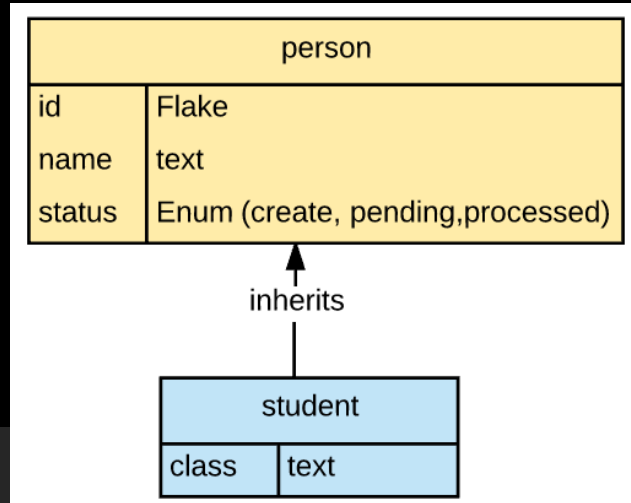 person
id Flake
name text
status Enum (create, pending,processed)
inherits
student
class text